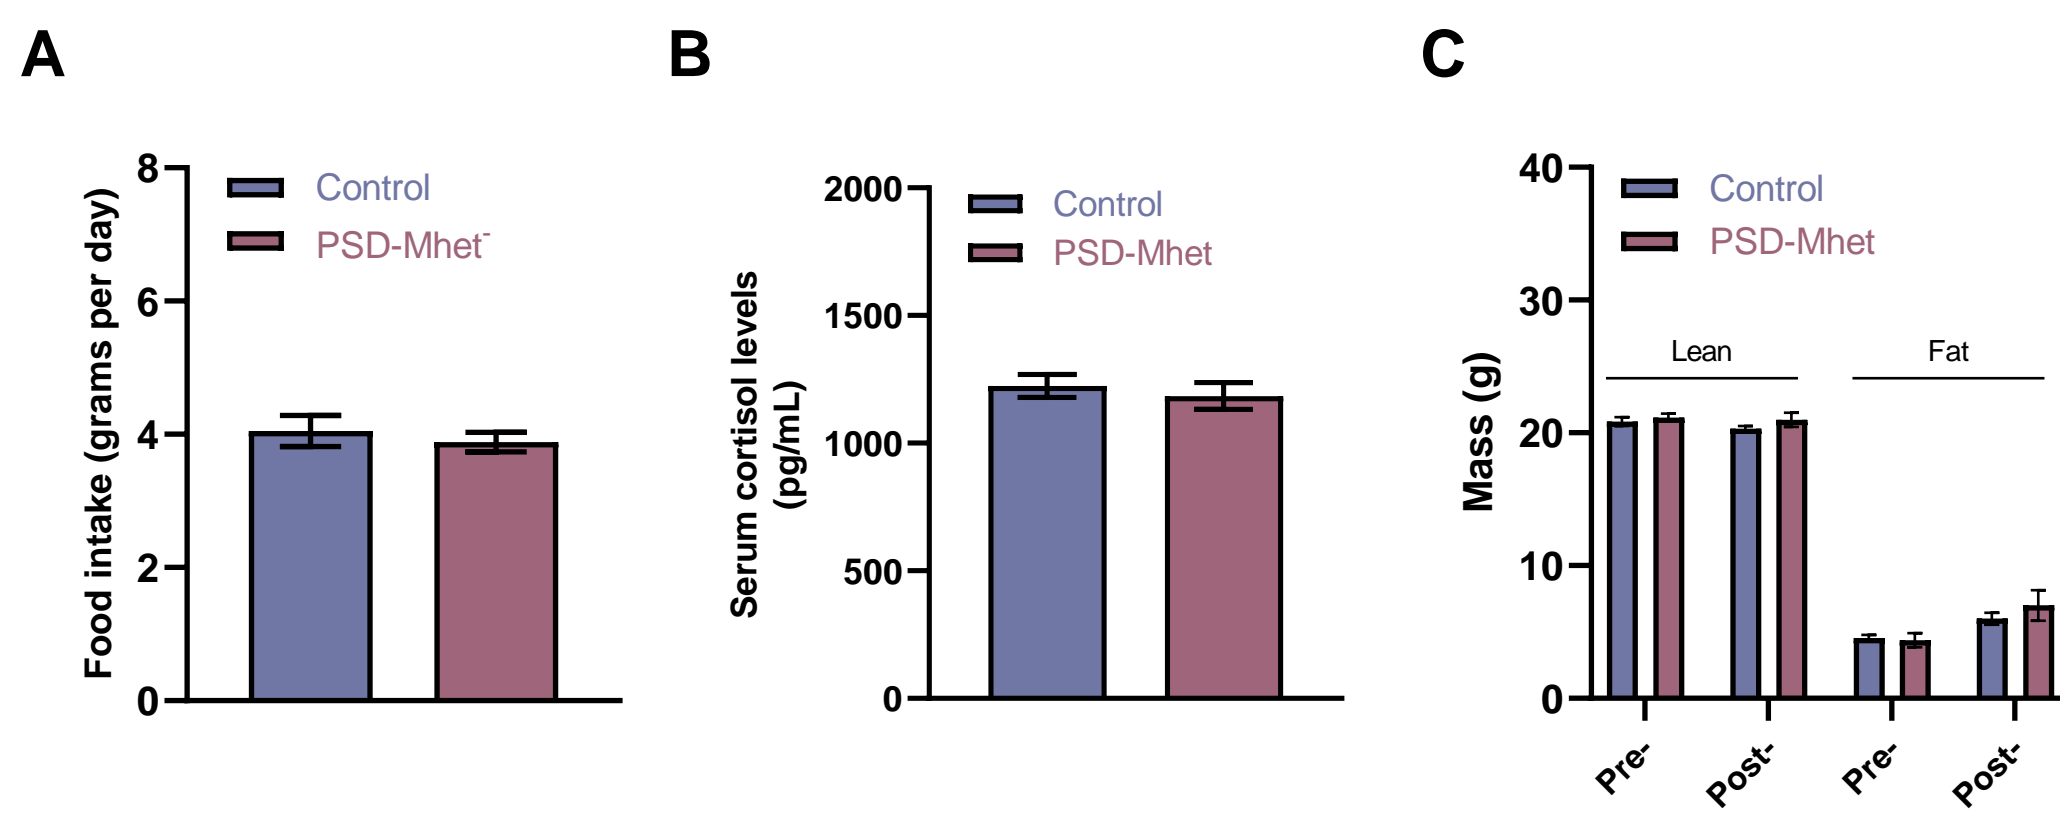 A
B
C
Food intake (grams per day)
8
6
4
2
0
Control
PSD-Mhet-
Serum cortisol levels
(pg/mL)
2000
1500
1000
500
0
Control
PSD-Mhet
Mass (g)
40
30
20
10
0
Control
PSD-Mhet
Lean
Fat
Pre-
Post-
Pre-
Post-